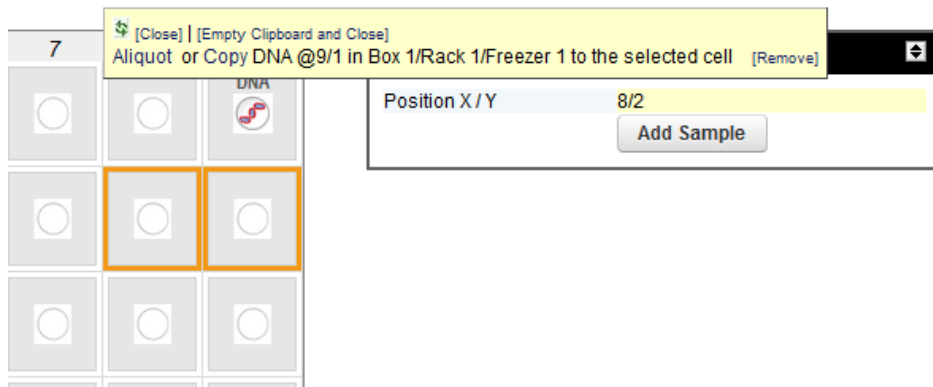 [Close] | [Empty Clipboard and Close]
Aliquot or Copy DNA @9/1 in Box 1/Rack 1/Freezer 1 to the selected cell [Remove]
7
DNA
Position X / Y 8/2
Add Sample